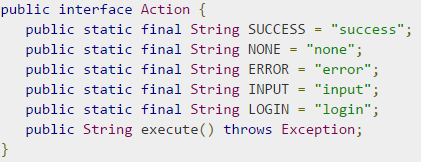 public interface Action {
   public static final String SUCCESS = "success";
   public static final String NONE = "none";
   public static final String ERROR = "error";
   public static final String INPUT = "input";
   public static final String LOGIN = "login";
   public String execute() throws Exception;
}